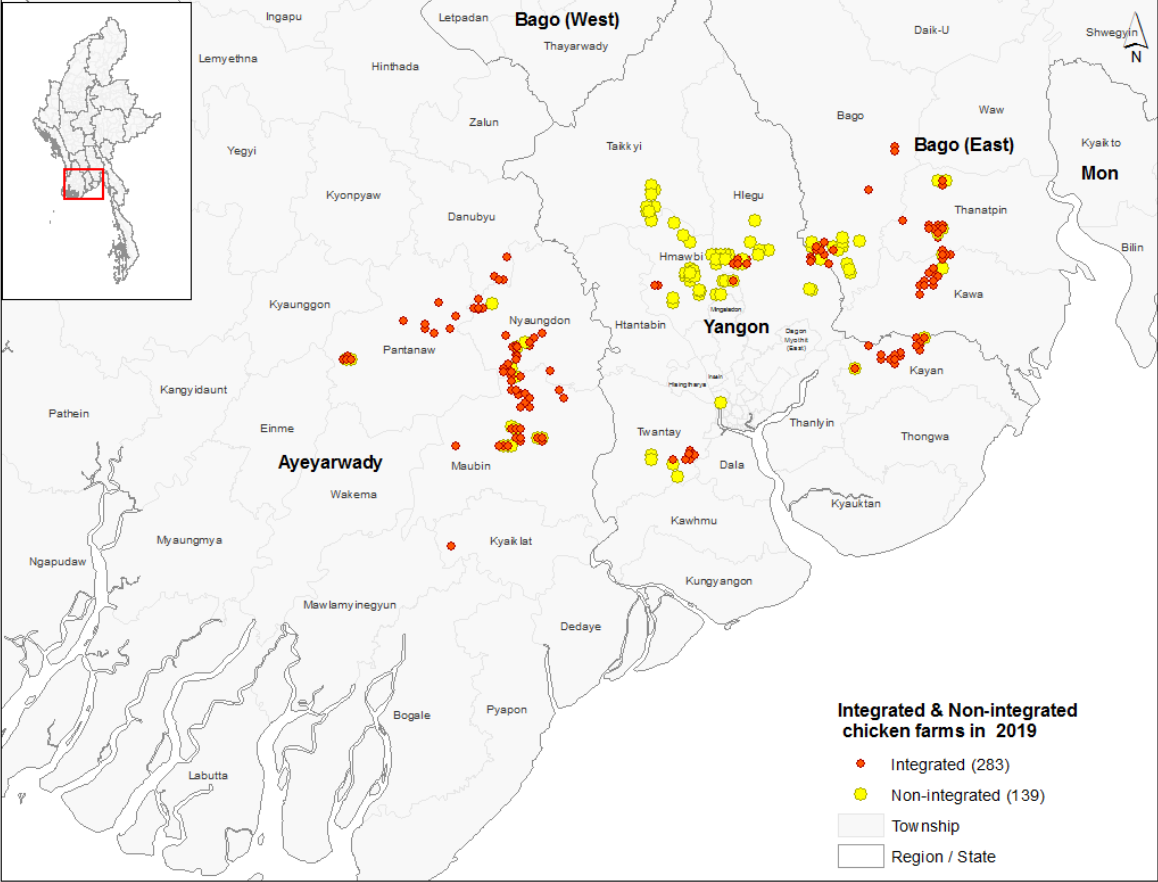 Ingapu
Letpadan
Bago (West)
Daik-U
Shwegyin
Thayarwady
N
Lemyethna
Hinthada
Waw
Bago
Zalun
Taikkyi
Bago (East)
Kyaikto
Yegyi
Mon
Kyonpyaw
Hlegu
Danubyu
Thanatpin
Bilin
Hmawbi
Kawa
Kyaunggon
Mingaladon
Nyaungdon
Htantabin
Yangon
Dagon
Myothit
(East)
Pantanaw
Kayan
Insein
Hlaingtharya
Kangyidaunt
Pathein
Einme
Twantay
Thanlyin
Thongwa
Ayeyarwady
Maubin
Dala
Wakema
Kyauktan
Kawhmu
Myaungmya
Kyaiklat
Ngapudaw
Kungyangon
Mawlamyinegyun
Dedaye
Bogale
Pyapon
Labutta
Integrated & Non-integrated
chicken farms in 2019
Integrated (283)
Non-integrated (139)
Township
Region / State